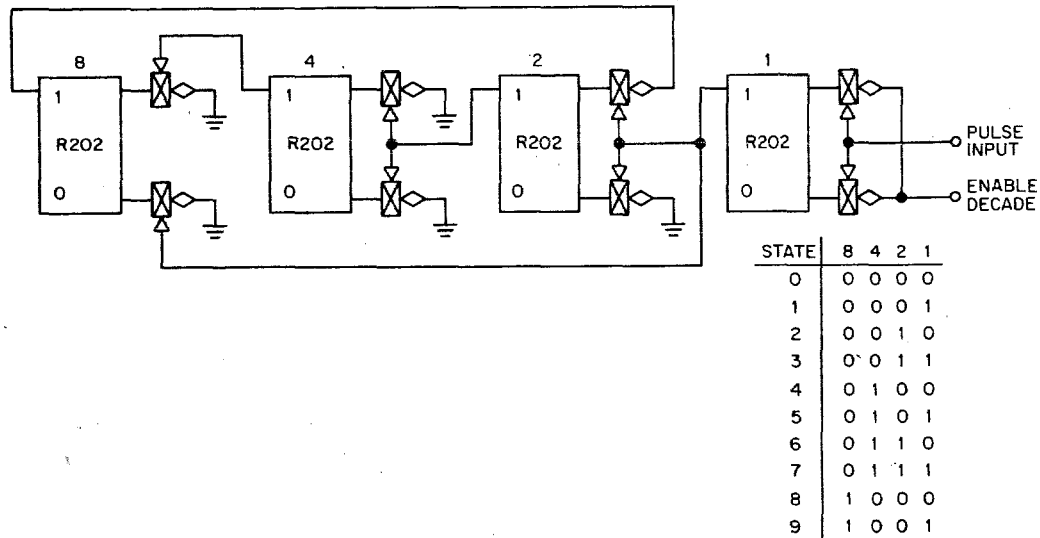 8 4 2 1
1 1 1 1
R202 R202 R202 R202
0 0 0 0
PULSE
INPUT
ENABLE
DECADE
STATE 8 4 2 1
0 0 0 0 0
1 0 0 0 1
2 0 0 1 0
3 0 0 1 1
4 0 1 0 0
5 0 1 0 1
6 0 1 1 0
7 0 1 1 1
8 1 0 0 0
9 1 0 0 1